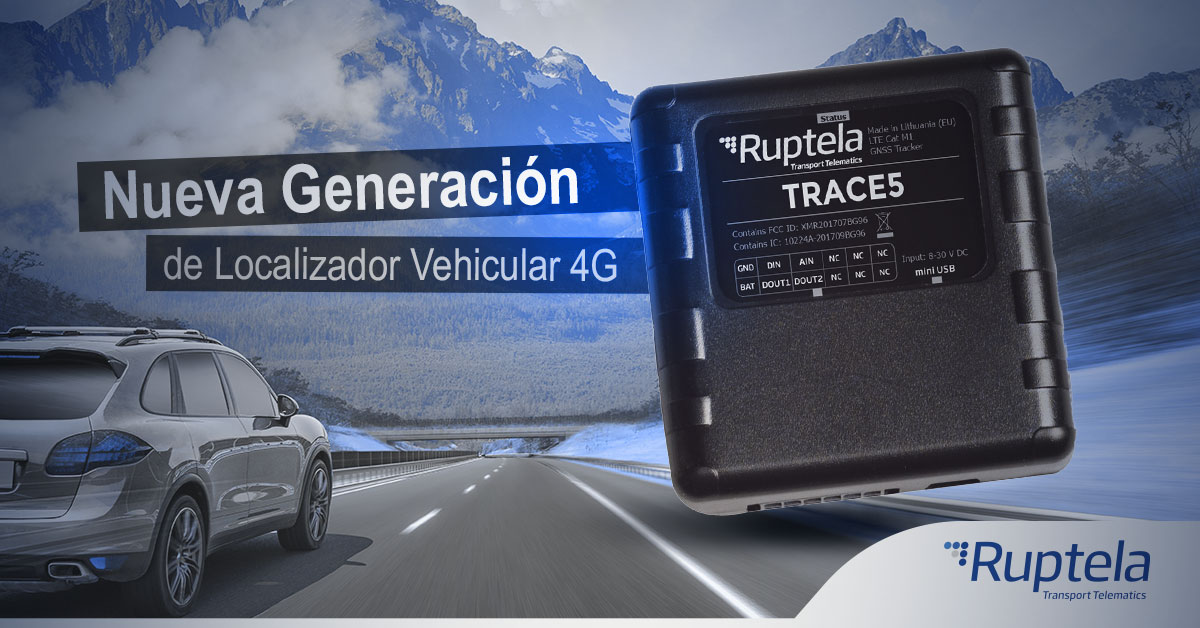 Nueva Generación
de Localizador Vehicular 4G
Status
Ruptela
Transport Telematics
Made in Lithuania (EU)
LTE Cat M1
GNSS Tracker
TRACE5
Contains FCC ID: XMR201707BG96
Contains IC: 10224A-201709BG96
GND DIN AIN NC NC NC
BAT DOUT1 DOUT2 NC NC NC
Input: 8-30 V DC
mini USB
Ruptela
Transport Telematics